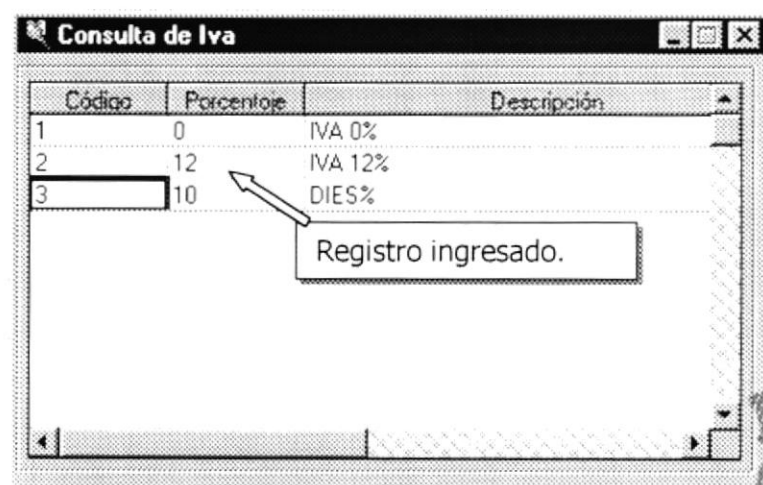 Consulta de Iva
Código Porcentaje Descripción
1 0 IVA 0%
2 12 IVA 12%
3 10 DIES%
Registro ingresado.